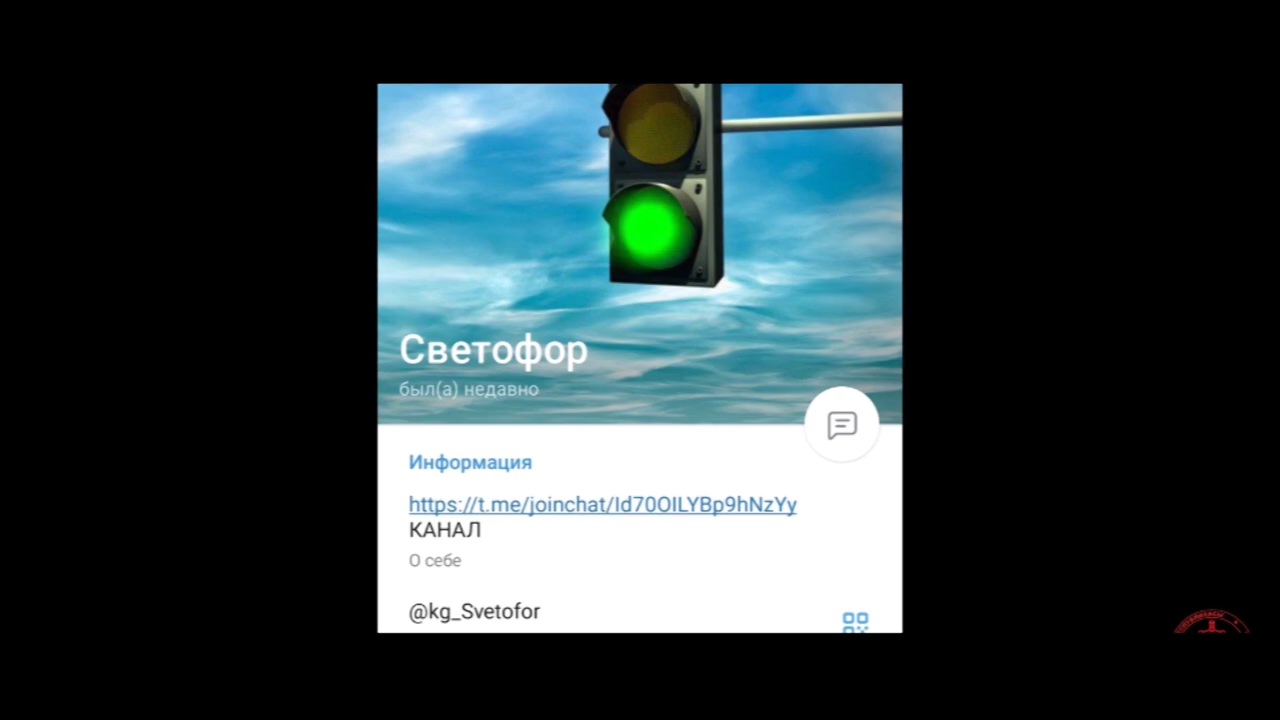 Светофор
был(а) недавно
Информация
https://t.me/joinchat/Id70OILYBp9hNzYy
КАНАЛ
О себе
@kg_Svetofor